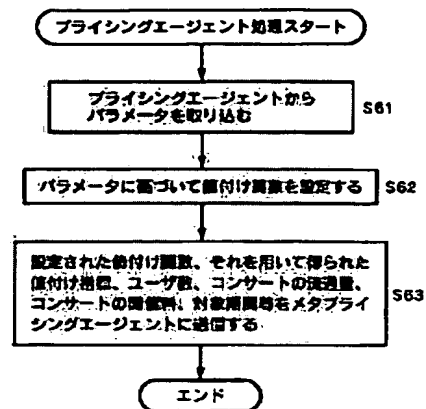 プライシングエージェント処理スタート
プライシングエージェントから
パラメータを取り込む
S61
パラメータに基づいて値付け関数を設定する
S62
設定された値付け関数、それを用いて得られた
値付け ユーザ数、コンサートの流通量、
コンサートの開催料、対象期間等をメタプライ
シングエージェントに送信する
S63
エンド